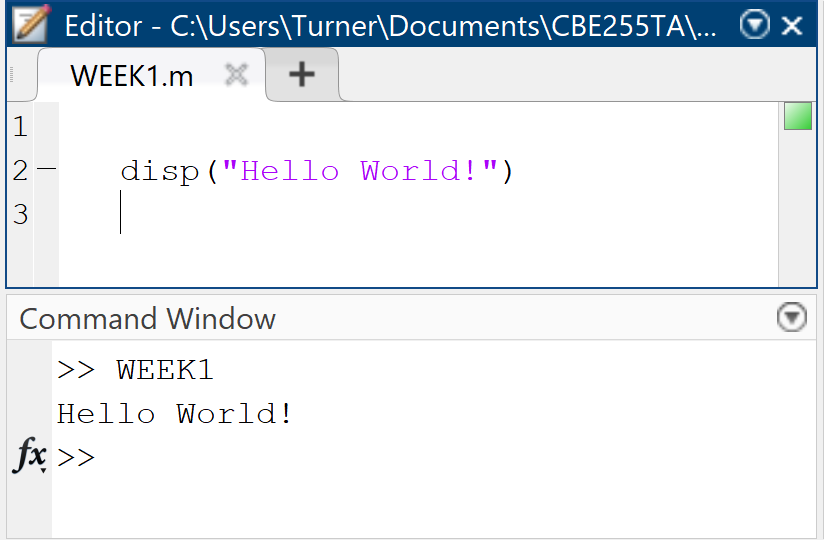 Editor - C:\Users\Turner\Documents\CBE255TA\...
WEEK1.m
1
2 disp("Hello World!")
3
Command Window
>> WEEK1
Hello World!
fx >>